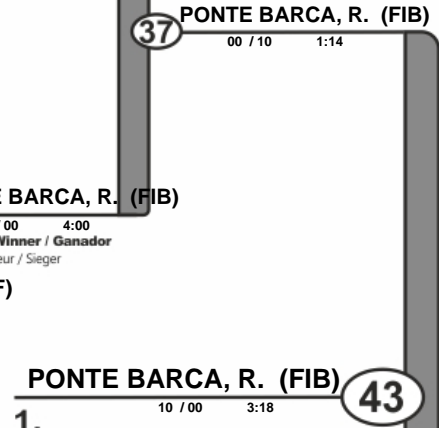 37
PONTE BARCA, R. (FIB)
00 / 10 1:14
BARCA, R. (FIB)
/ 00 4:00
Winner / Ganador
/ Sieger
PONTE BARCA, R. (FIB)
43
10 / 00 3:18
1.